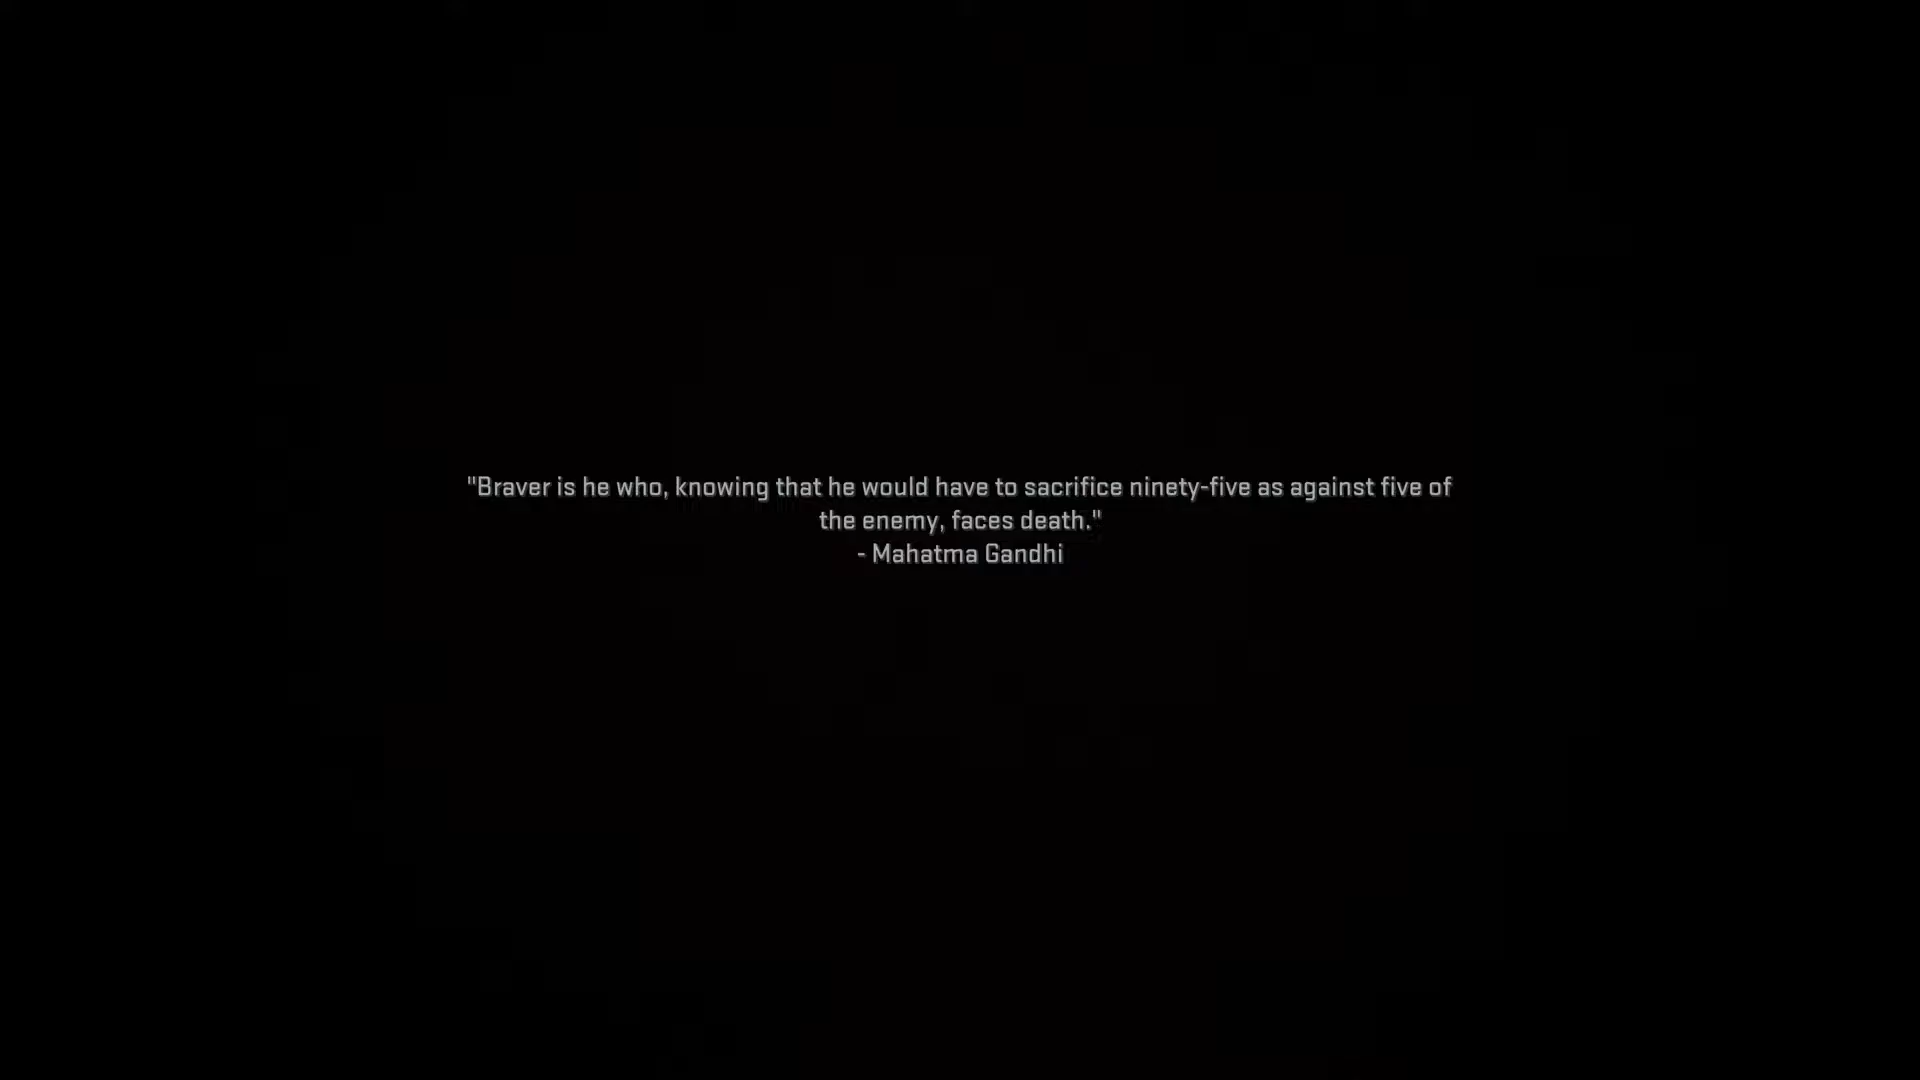 "Braver is he who, knowing that he would have to sacrifice ninety-five as against five of
the enemy, faces death."
- Mahatma Gandhi